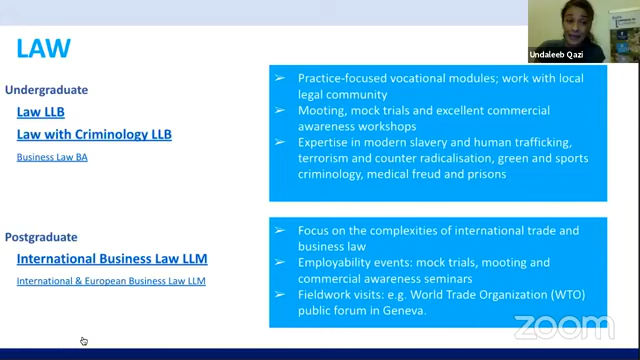 LAW
Undergraduate
Law LLB
Law with Criminology LLB
Business Law BA
➢ Practice-focused vocational modules; work with local
legal community
➢ Mooting, mock trials and excellent commercial
awareness workshops
➢ Expertise in modern slavery and human trafficking,
terrorism and counter radicalisation, green and sports
criminology, medical freud and prisons
Postgraduate
International Business Law LLM
International & European Business Law LLM
➢ Focus on the complexities of international trade and
business law
➢ Employability events: mock trials, mooting and
commercial awareness seminars
➢ Fieldwork visits: e.g. World Trade Organization (WTO)
public forum in Geneva.
Undaleeb Qazi
zoom